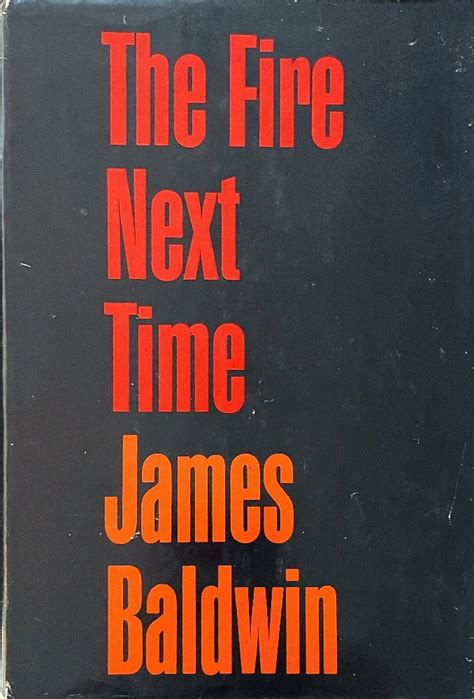 The Fire
Next
Time
James
Baldwin